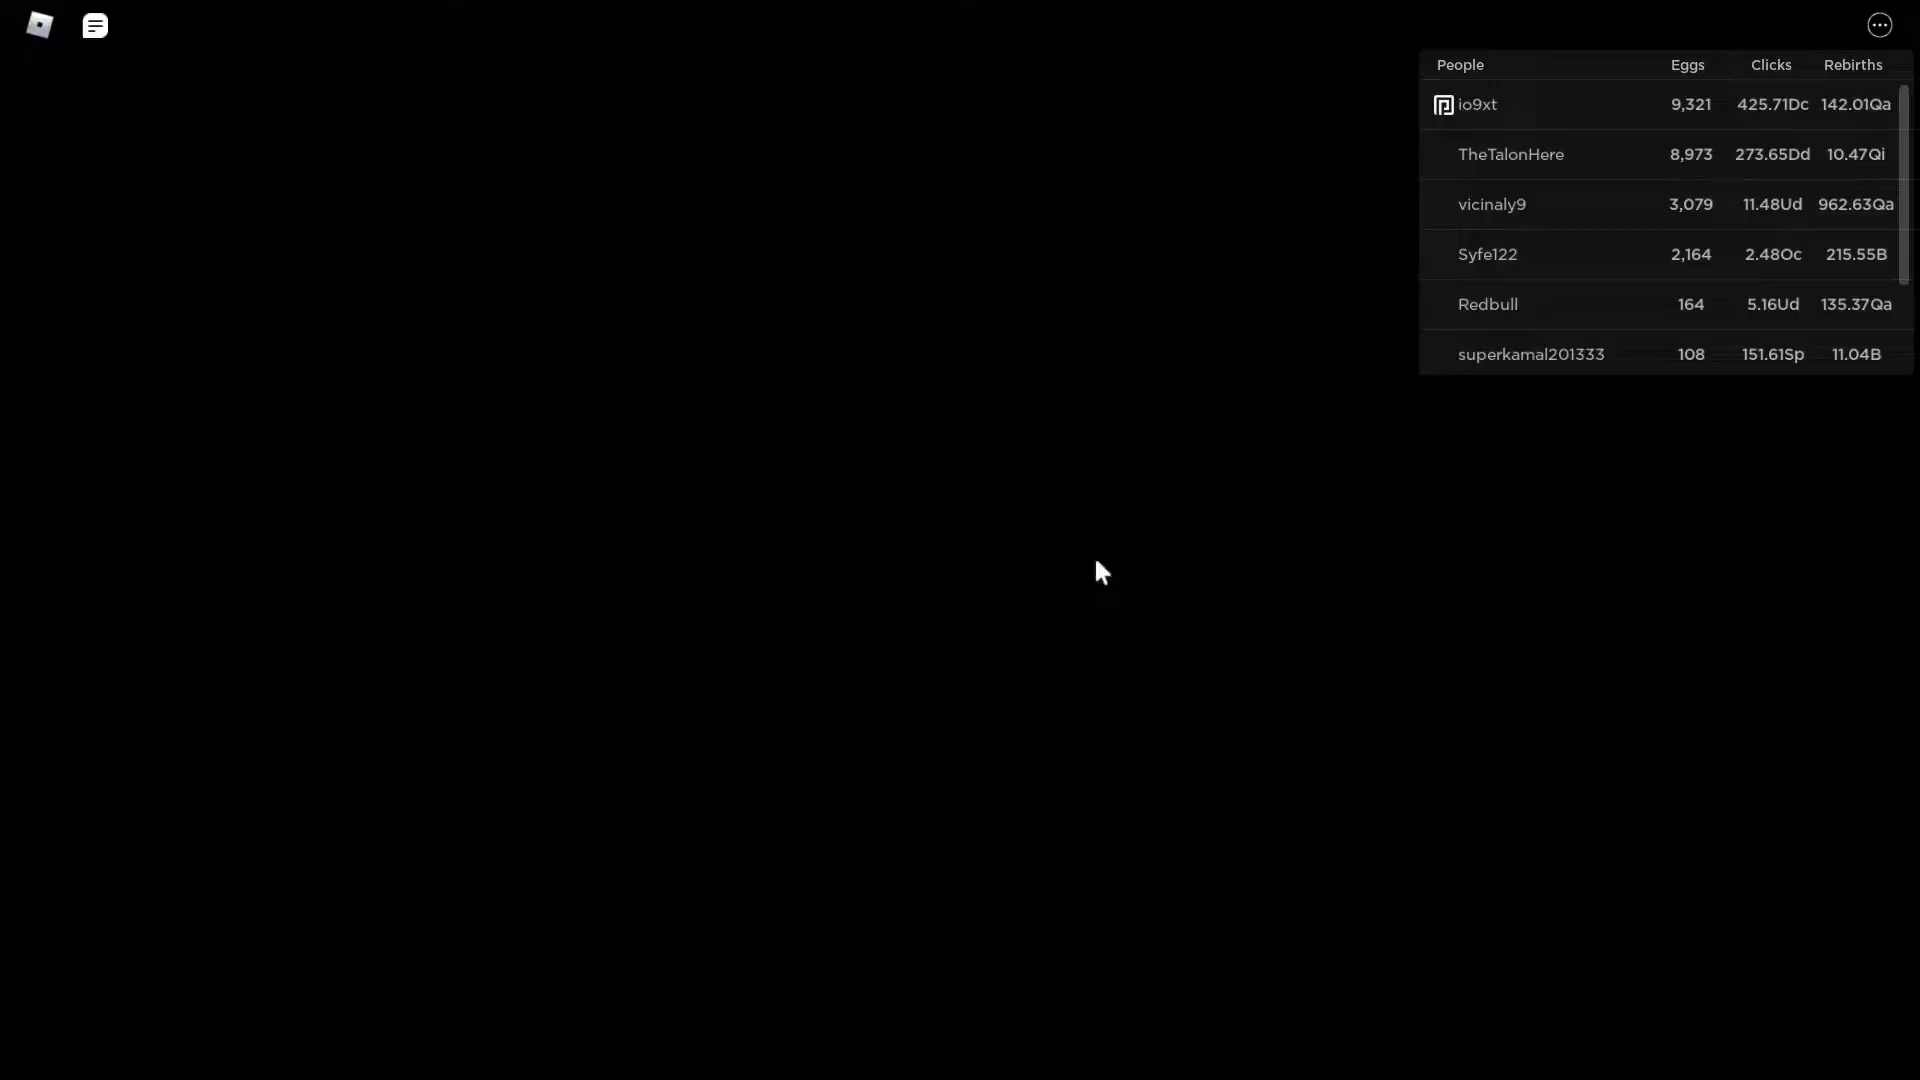 People Eggs Clicks Rebirths
io9xt 9,321 425.71Dc 142.01Qa
TheTalonHere 8,973 273.65Dd 10.47Qi
vicinaly9 3,079 11.48Ud 962.63Qa
Syfe122 2,164 2.48Oc 215.55B
Redbull 164 5.16Ud 135.37Qa
superkamal201333 108 151.61Sp 11.04B